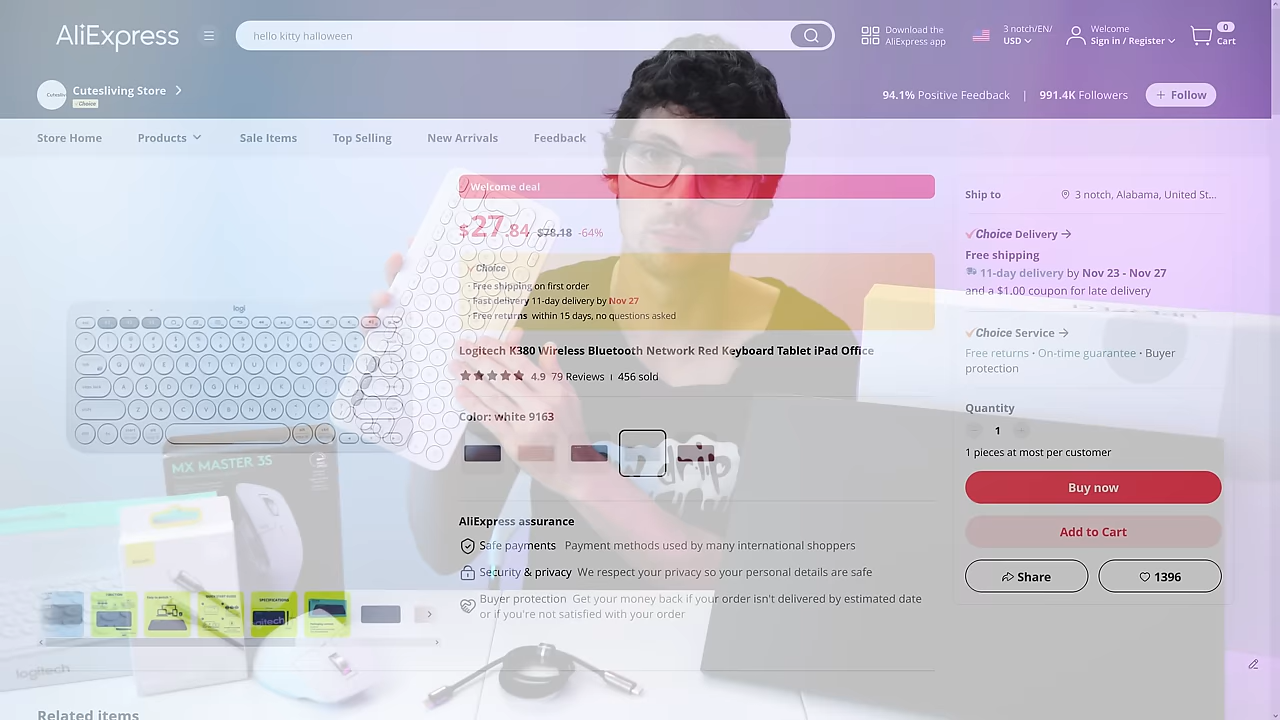 AliExpress
hello kitty halloween
Download the
AliExpress app
3 notch/EN/
USD
Welcome
Sign in / Register
0
Cart
Cutesliving Store
Choice
94.1% Positive Feedback | 991.4K Followers
+ Follow
Store Home
Products
Sale Items
Top Selling
New Arrivals
Feedback
Welcome deal
$27.84 $78.18 -64%
Choice
· Free shipping on first order
· Fast delivery 11-day delivery by Nov 27
· Free returns within 15 days, no questions asked
Logitech K380 Wireless Bluetooth Network Red Keyboard Tablet iPad Office
4.9 79 Reviews | 456 sold
Color: white 9163
AliExpress assurance
Safe payments Payment methods used by many international shoppers
Security & privacy We respect your privacy so your personal details are safe
Buyer protection Get your money back if your order isn't delivered by estimated date
or if you're not satisfied with your order
Ship to
3 notch, Alabama, United St...
Choice Delivery
Free shipping
11-day delivery by Nov 23 - Nov 27
and a $1.00 coupon for late delivery
Choice Service
Free returns · On-time guarantee · Buyer
protection
Quantity
- 1 +
1 pieces at most per customer
Buy now
Add to Cart
Share
1396
logi
MX MASTER 3S
drip
logitech
Related items